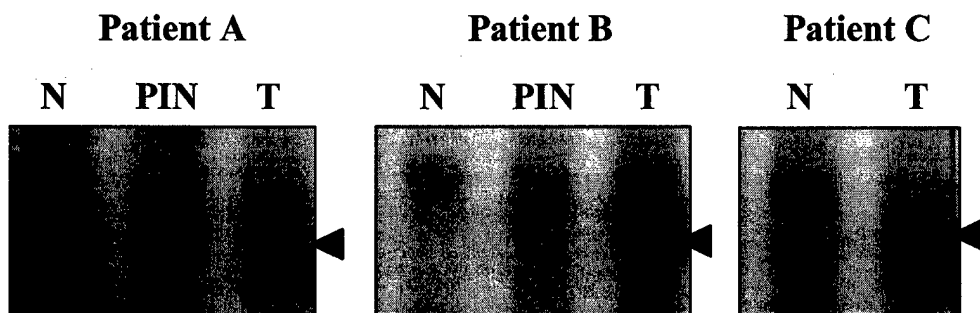 Patient A Patient B Patient C
N PIN T N PIN T N T